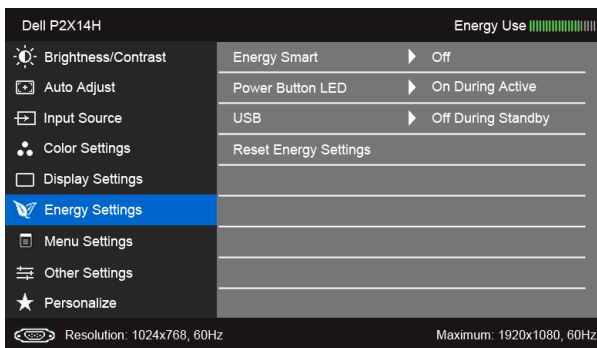 Dell P2X14H Energy Use
Brightness/Contrast Energy Smart Off
Auto Adjust Power Button LED On During Active
Input Source USB Off During Standby
Color Settings Reset Energy Settings
Display Settings
Energy Settings
Menu Settings
Other Settings
Personalize
Resolution: 1024x768, 60Hz Maximum: 1920x1080, 60Hz